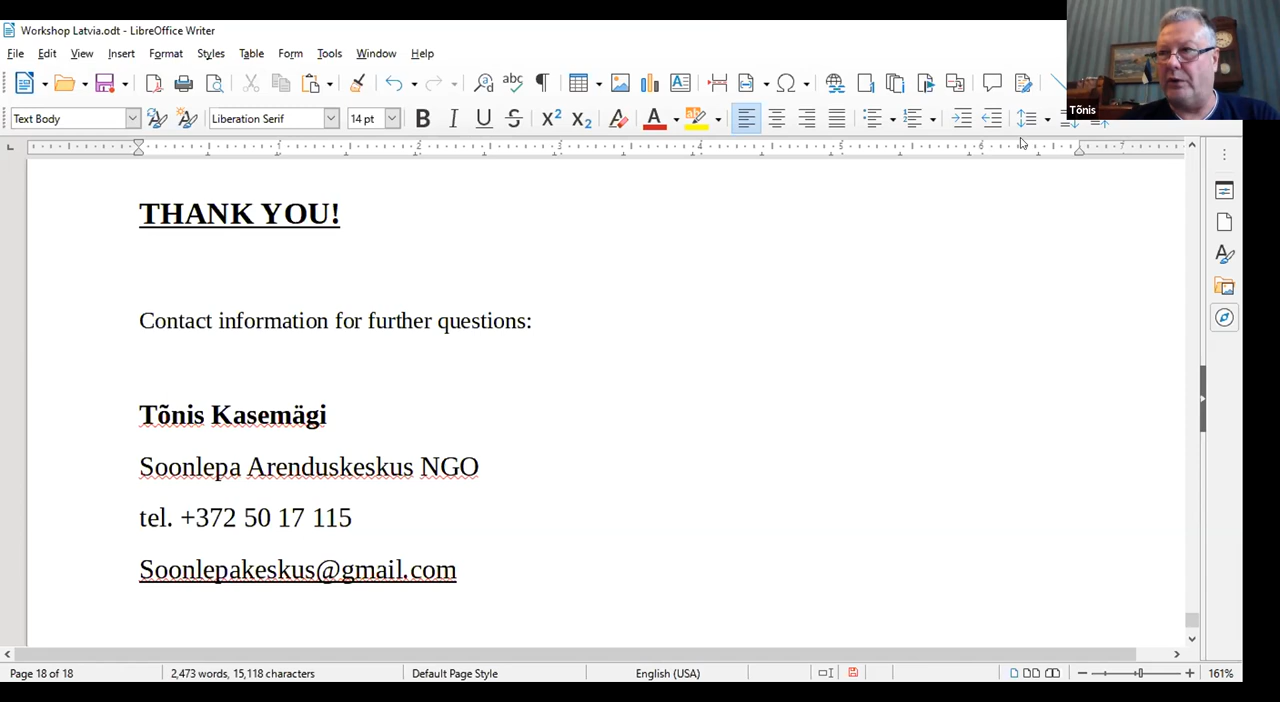 Workshop Latvia.odt - LibreOffice Writer
File Edit View Insert Format Styles Table Form Tools Window Help
Tõnis
Text Body Liberation Serif 14 pt
THANK YOU!
Contact information for further questions:
Tõnis Kasemägi
Soonlepa Arenduskeskus NGO
tel. +372 50 17 115
Soonlepakeskus@gmail.com
Page 18 of 18 2,473 words, 15,118 characters Default Page Style English (USA) 161%